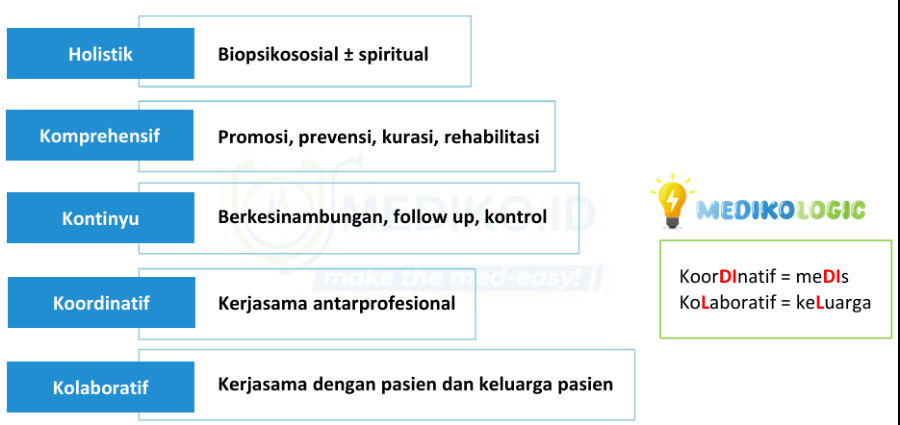 Holistik
Biopsikososial ± spiritual
Komprehensif
Promosi, prevensi, kurasi, rehabilitasi
Kontinyu
Berkesinambungan, follow up, kontrol
Koordinatif
Kerjasama antarprofesional
Kolaboratif
Kerjasama dengan pasien dan keluarga pasien
MEDIKOLOGIC
KoorDInatif = meDIs
KoLaboratif = keLuarga
MEDIKO.ID
make the med-easy! ||